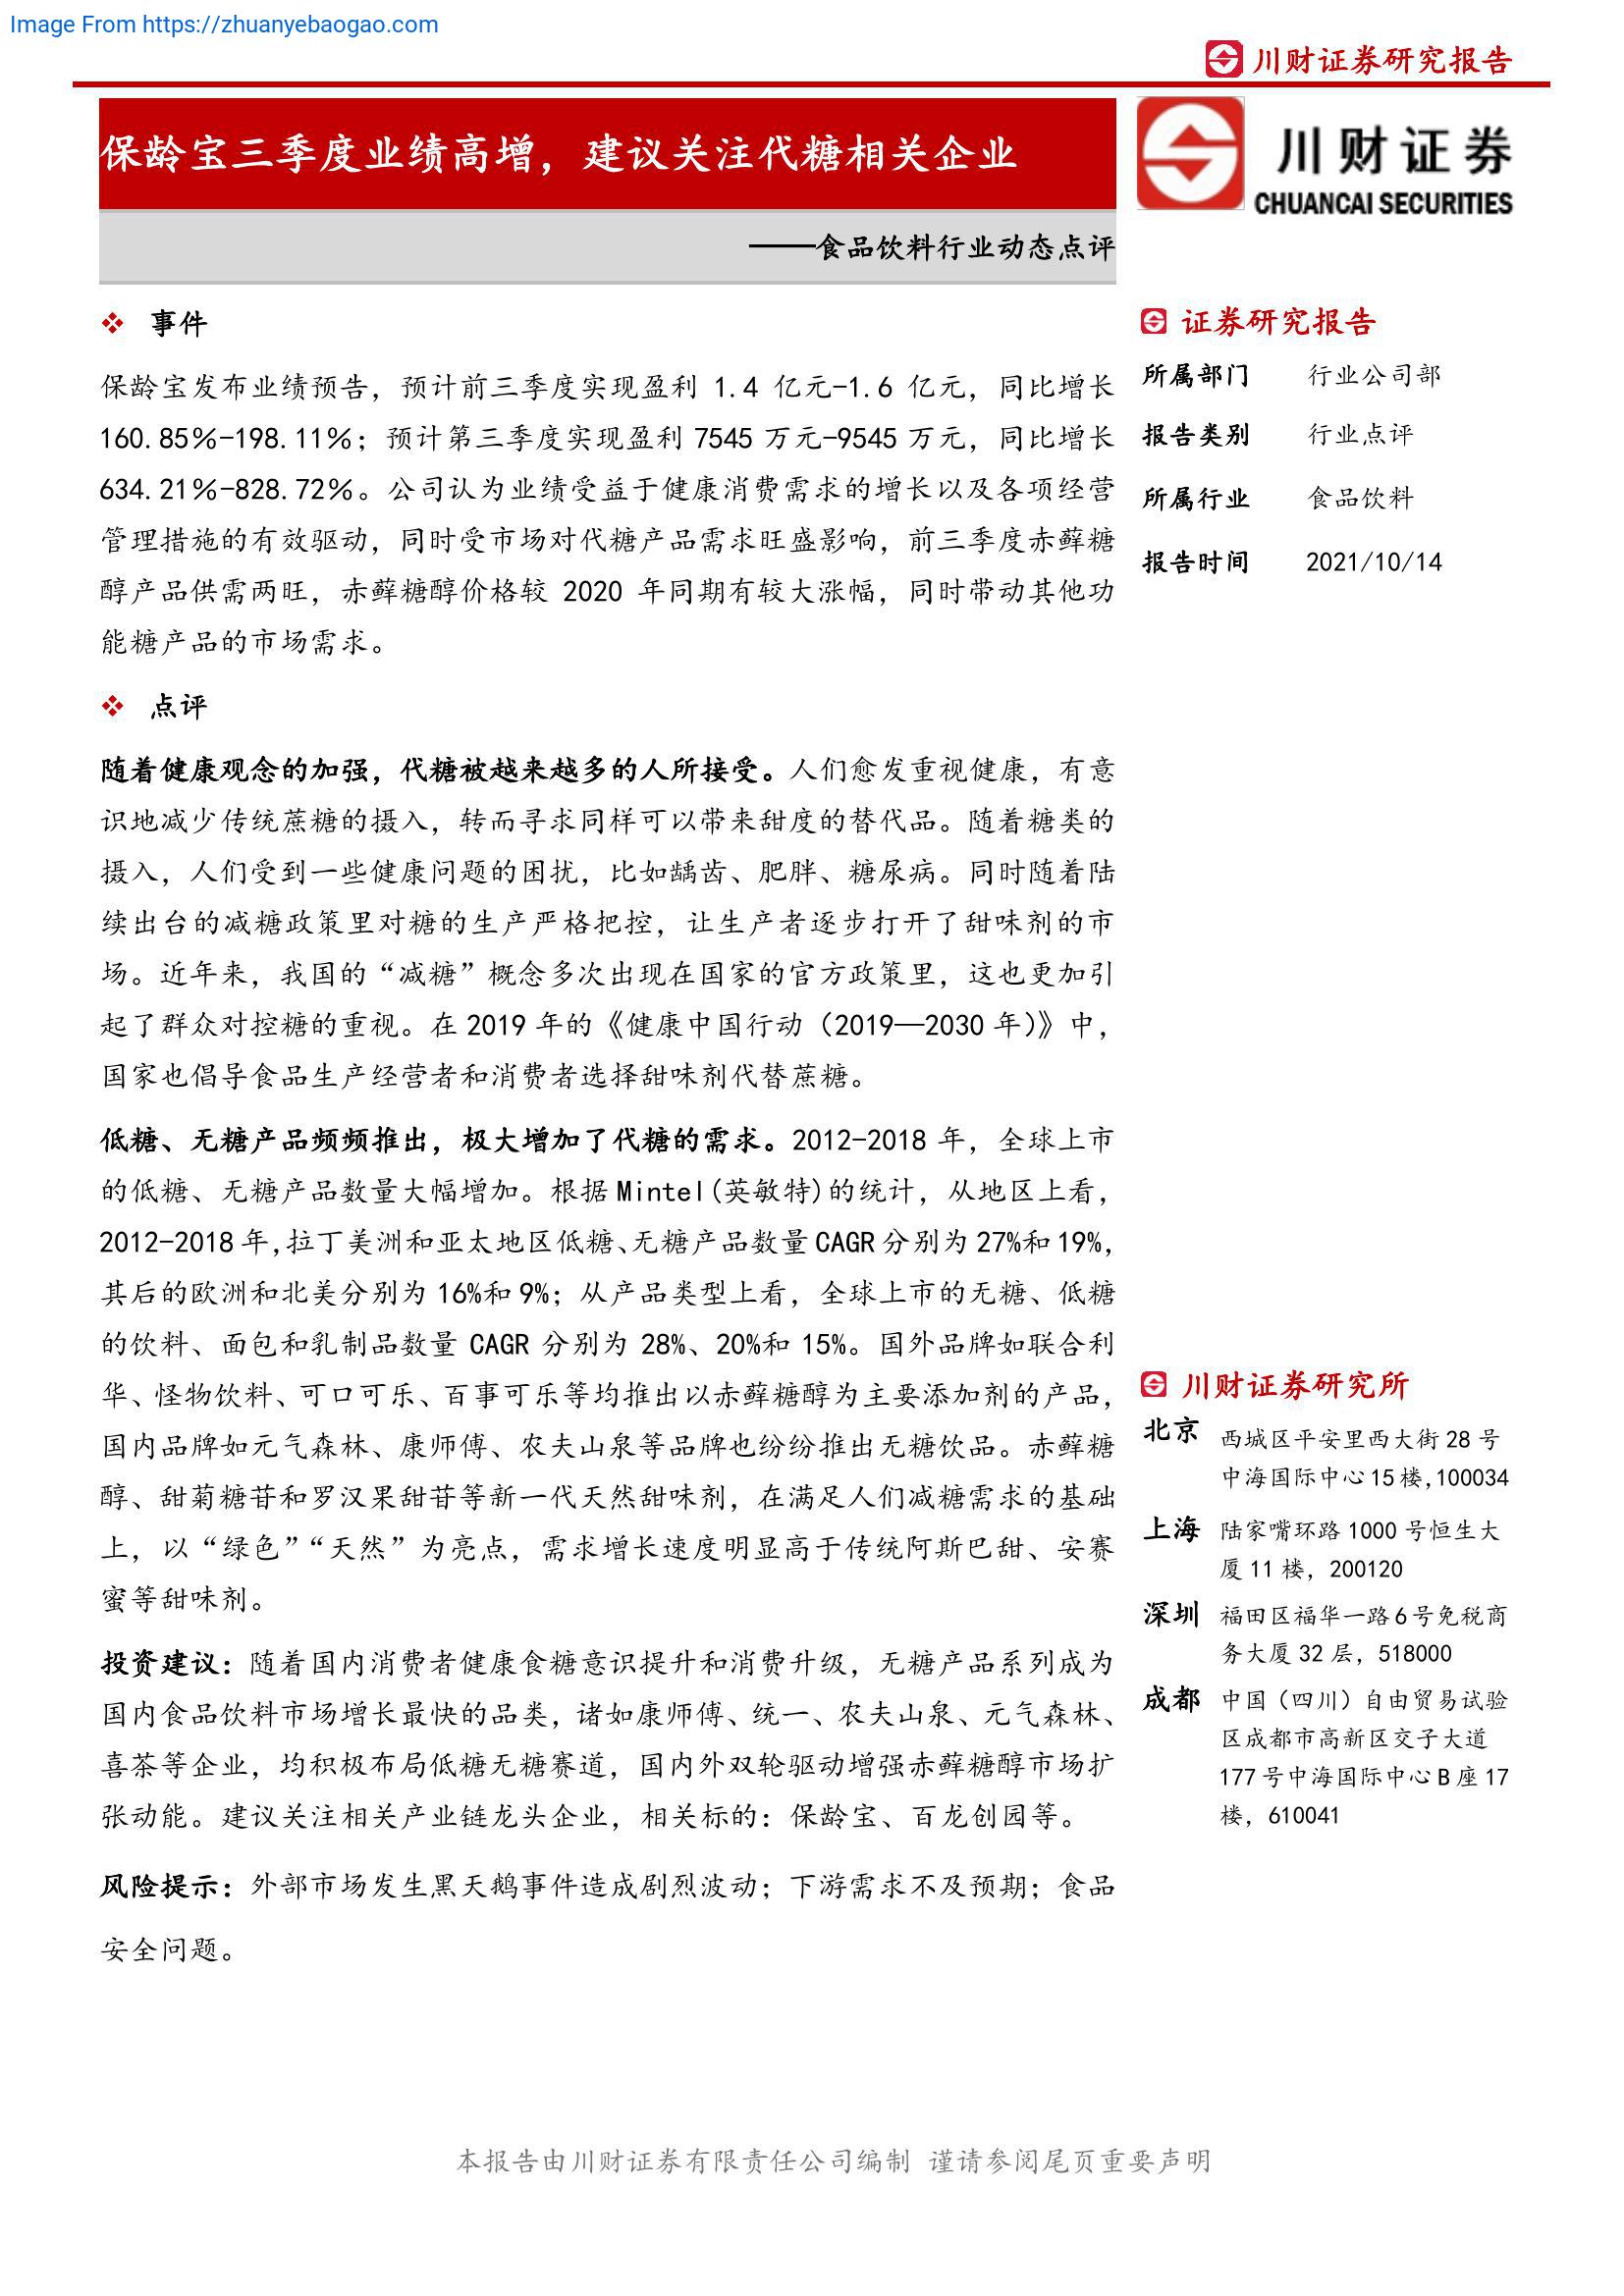 Image From https://zhuanyebaogao.com
川财证券研究报告
保龄宝三季度业绩高增，建议关注代糖相关企业
川财证券
CHUANCAI SECURITIES
——食品饮料行业动态点评
事件
保龄宝发布业绩预告，预计前三季度实现盈利 1.4 亿元-1.6 亿元，同比增长
160.85%-198.11%；预计第三季度实现盈利 7545 万元-9545 万元，同比增长
634.21%-828.72%。公司认为业绩受益于健康消费需求的增长以及各项经营
管理措施的有效驱动，同时受市场对代糖产品需求旺盛影响，前三季度赤藓糖
醇产品供需两旺，赤藓糖醇价格较 2020 年同期有较大涨幅，同时带动其他功
能糖产品的市场需求。
点评
随着健康观念的加强，代糖被越来越多的人所接受。人们愈发重视健康，有意
识地减少传统蔗糖的摄入，转而寻求同样可以带来甜度的替代品。随着糖类的
摄入，人们受到一些健康问题的困扰，比如龋齿、肥胖、糖尿病。同时随着陆
续出台的减糖政策里对糖的生产严格把控，让生产者逐步打开了甜味剂的市
场。近年来，我国的“减糖”概念多次出现在国家的官方政策里，这也更加引
起了群众对控糖的重视。在 2019 年的《健康中国行动（2019—2030 年）》中，
国家也倡导食品生产经营者和消费者选择甜味剂代替蔗糖。
低糖、无糖产品频频推出，极大增加了代糖的需求。2012-2018 年，全球上市
的低糖、无糖产品数量大幅增加。根据 Mintel(英敏特)的统计，从地区上看，
2012-2018 年,拉丁美洲和亚太地区低糖、无糖产品数量 CAGR 分别为 27%和 19%，
其后的欧洲和北美分别为 16%和 9%；从产品类型上看，全球上市的无糖、低糖
的饮料、面包和乳制品数量 CAGR 分别为 28%、20%和 15%。国外品牌如联合利
华、怪物饮料、可口可乐、百事可乐等均推出以赤藓糖醇为主要添加剂的产品，
国内品牌如元气森林、康师傅、农夫山泉等品牌也纷纷推出无糖饮品。赤藓糖
醇、甜菊糖苷和罗汉果甜苷等新一代天然甜味剂，在满足人们减糖需求的基础
上，以“绿色”“天然”为亮点，需求增长速度明显高于传统阿斯巴甜、安赛
蜜等甜味剂。
投资建议：随着国内消费者健康食糖意识提升和消费升级，无糖产品系列成为
国内食品饮料市场增长最快的品类，诸如康师傅、统一、农夫山泉、元气森林、
喜茶等企业，均积极布局低糖无糖赛道，国内外双轮驱动增强赤藓糖醇市场扩
张动能。建议关注相关产业链龙头企业，相关标的：保龄宝、百龙创园等。
风险提示：外部市场发生黑天鹅事件造成剧烈波动；下游需求不及预期；食品
安全问题。
证券研究报告
所属部门 行业公司部
报告类别 行业点评
所属行业 食品饮料
报告时间 2021/10/14
川财证券研究所
北京 西城区平安里西大街 28 号
中海国际中心 15 楼,100034
上海 陆家嘴环路 1000 号恒生大
厦 11 楼，200120
深圳 福田区福华一路 6 号免税商
务大厦 32 层，518000
成都 中国（四川）自由贸易试验
区成都市高新区交子大道
177 号中海国际中心 B 座 17
楼，610041
本报告由川财证券有限责任公司编制 谨请参阅尾页重要声明